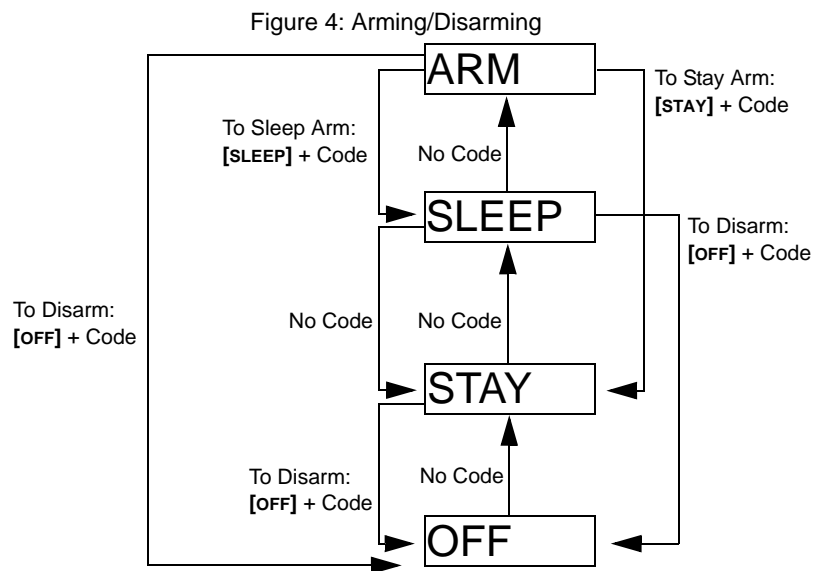 Figure 4: Arming/Disarming
ARM
To Stay Arm:
[STAY] + Code
To Sleep Arm:
[SLEEP] + Code
No Code
SLEEP
To Disarm:
[OFF] + Code
To Disarm:
[OFF] + Code
No Code
No Code
STAY
To Disarm:
[OFF] + Code
No Code
OFF